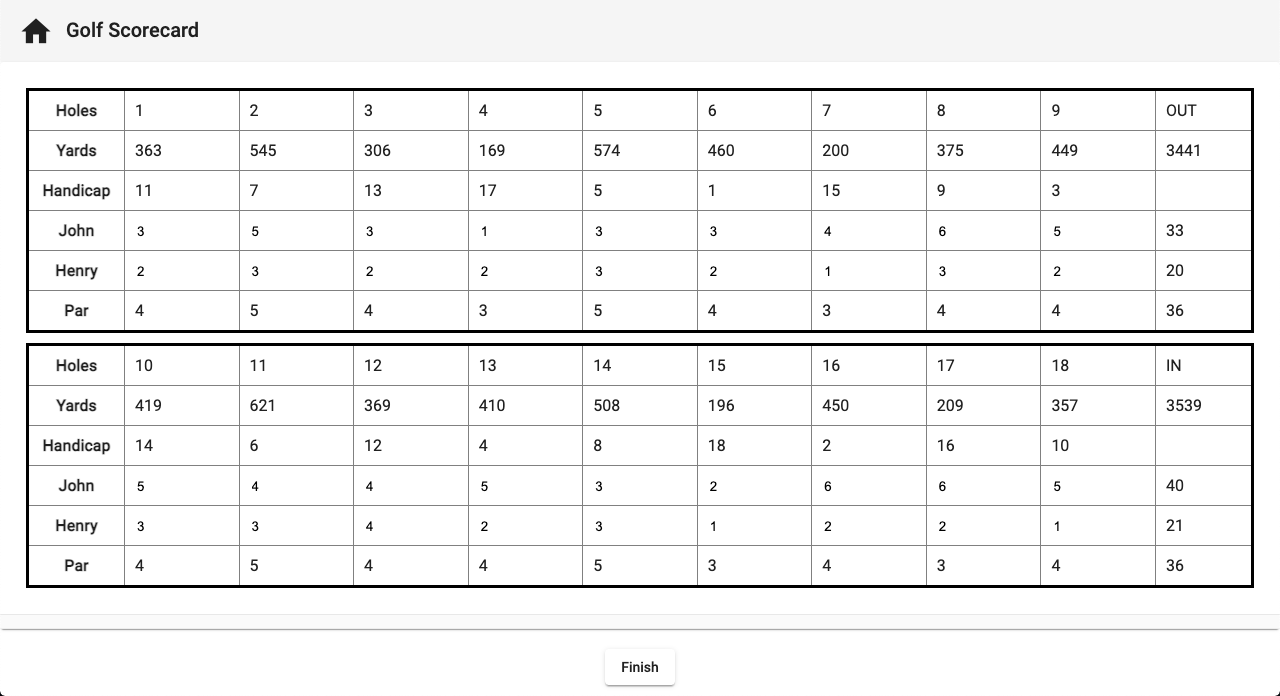 Golf Scorecard
Holes 1 2 3 4 5 6 7 8 9 OUT
Yards 363 545 306 169 574 460 200 375 449 3441
Handicap 11 7 13 17 5 1 15 9 3
John 3 5 3 1 3 3 4 6 5 33
Henry 2 3 2 2 3 2 1 3 2 20
Par 4 5 4 3 5 4 3 4 4 36
Holes 10 11 12 13 14 15 16 17 18 IN
Yards 419 621 369 410 508 196 450 209 357 3539
Handicap 14 6 12 4 8 18 2 16 10
John 5 4 4 5 3 2 6 6 5 40
Henry 3 3 4 2 3 1 2 2 1 21
Par 4 5 4 4 5 3 4 3 4 36
Finish